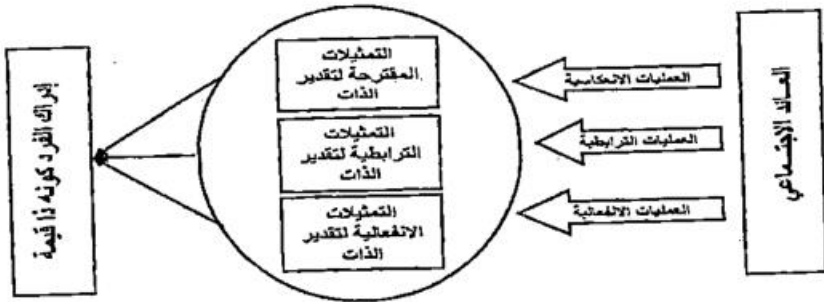 العائد الاجتماعي
العمليات الانعكاسية
العمليات الترابطية
العمليات الانفعالية
التمثيلات
المقترحة لتقدير
الذات
التمثيلات
الترابطية لتقدير
الذات
التمثيلات
الانفعالية لتقدير
الذات
إدراك الفرد كونه ذا قيمة